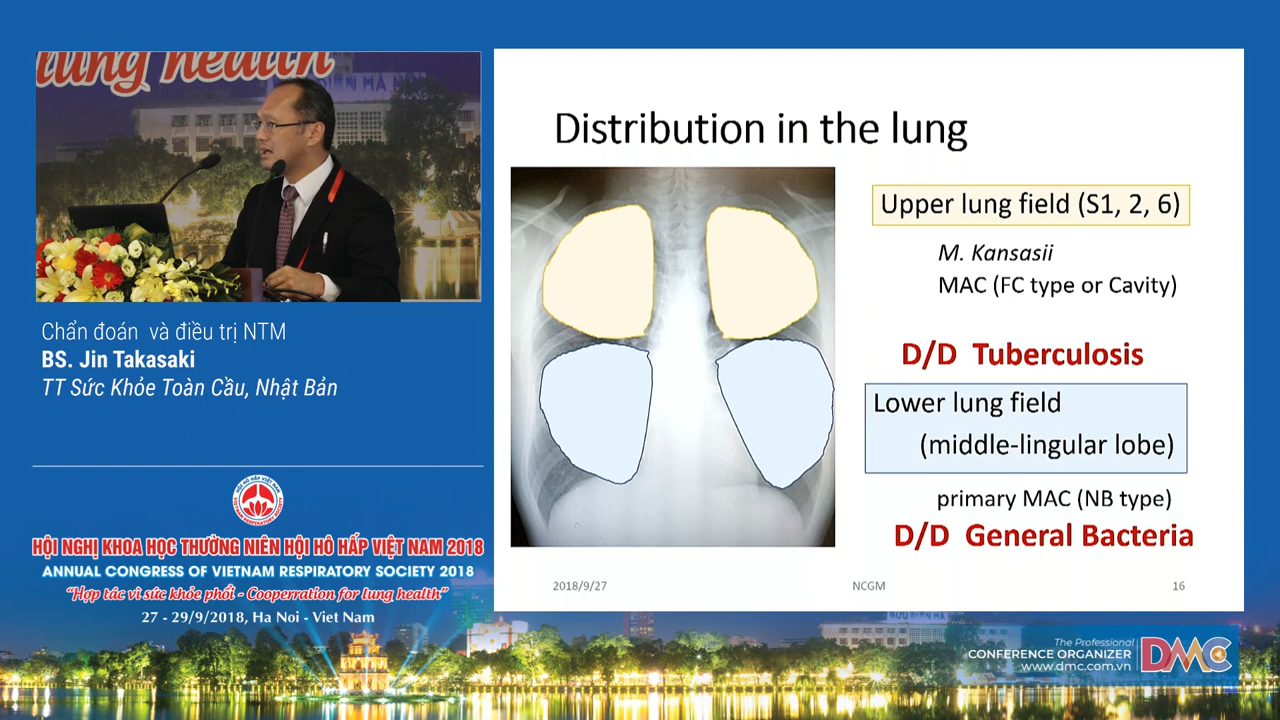 lung health
ĐIỆN HÀ NỘI
Chẩn đoán và điều trị NTM
BS. Jin Takasaki
TT Sức Khỏe Toàn Cầu, Nhật Bản
HỘI NGHỊ KHOA HỌC THƯỜNG NIÊN HỘI HÔ HẤP VIỆT NAM 2018
ANNUAL CONGRESS OF VIETNAM RESPIRATORY SOCIETY 2018
“Hợp tác vì sức khỏe phổi - Cooperration for lung health”
27 - 29/9/2018, Ha Noi - Viet Nam
Distribution in the lung
Upper lung field (S1, 2, 6)
M. Kansasii
MAC (FC type or Cavity)
D/D Tuberculosis
Lower lung field
(middle-lingular lobe)
primary MAC (NB type)
D/D General Bacteria
2018/9/27
NCGM
16
The Professional
CONFERENCE ORGANIZER
www.dmc.com.vn
DMC